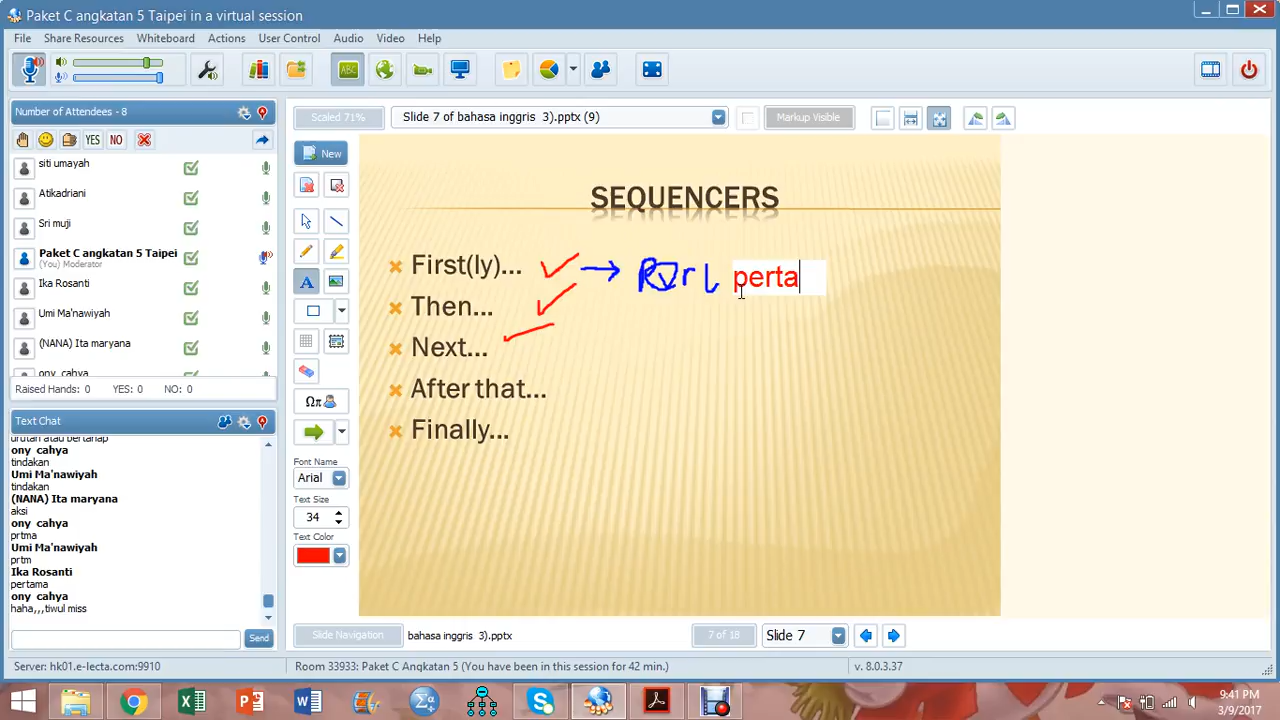 Paket C angkatan 5 Taipei in a virtual session
File Share Resources Whiteboard Actions User Control Audio Video Help
Number of Attendees - 8
YES NO
siti umayah
Atikadriani
Sri muji
Paket C angkatan 5 Taipei
(You) Moderator
Ika Rosanti
Umi Ma'nawiyah
(NANA) Ita maryana
ony cahya
Raised Hands: 0 YES: 0 NO: 0
Text Chat
urutan atau bertahap
ony cahya
tindakan
Umi Ma'nawiyah
tindakan
(NANA) Ita maryana
aksi
ony cahya
prtma
Umi Ma'nawiyah
prtm
Ika Rosanti
pertama
ony cahya
haha,,,tiwul miss
Send
Scaled 71% Slide 7 of bahasa inggris 3).pptx (9) Markup Visible
New
A
Ωπ
Font Name
Arial
Text Size
34
Text Color
SEQUENCERS
First(ly)...
perta
Then...
Next...
After that...
Finally...
Slide Navigation bahasa inggris 3).pptx 7 of 18 Slide 7
Server: hk01.e-lecta.com:9910 Room 33933: Paket C Angkatan 5 (You have been in this session for 42 min.) v. 8.0.3.37
9:41 PM
3/9/2017